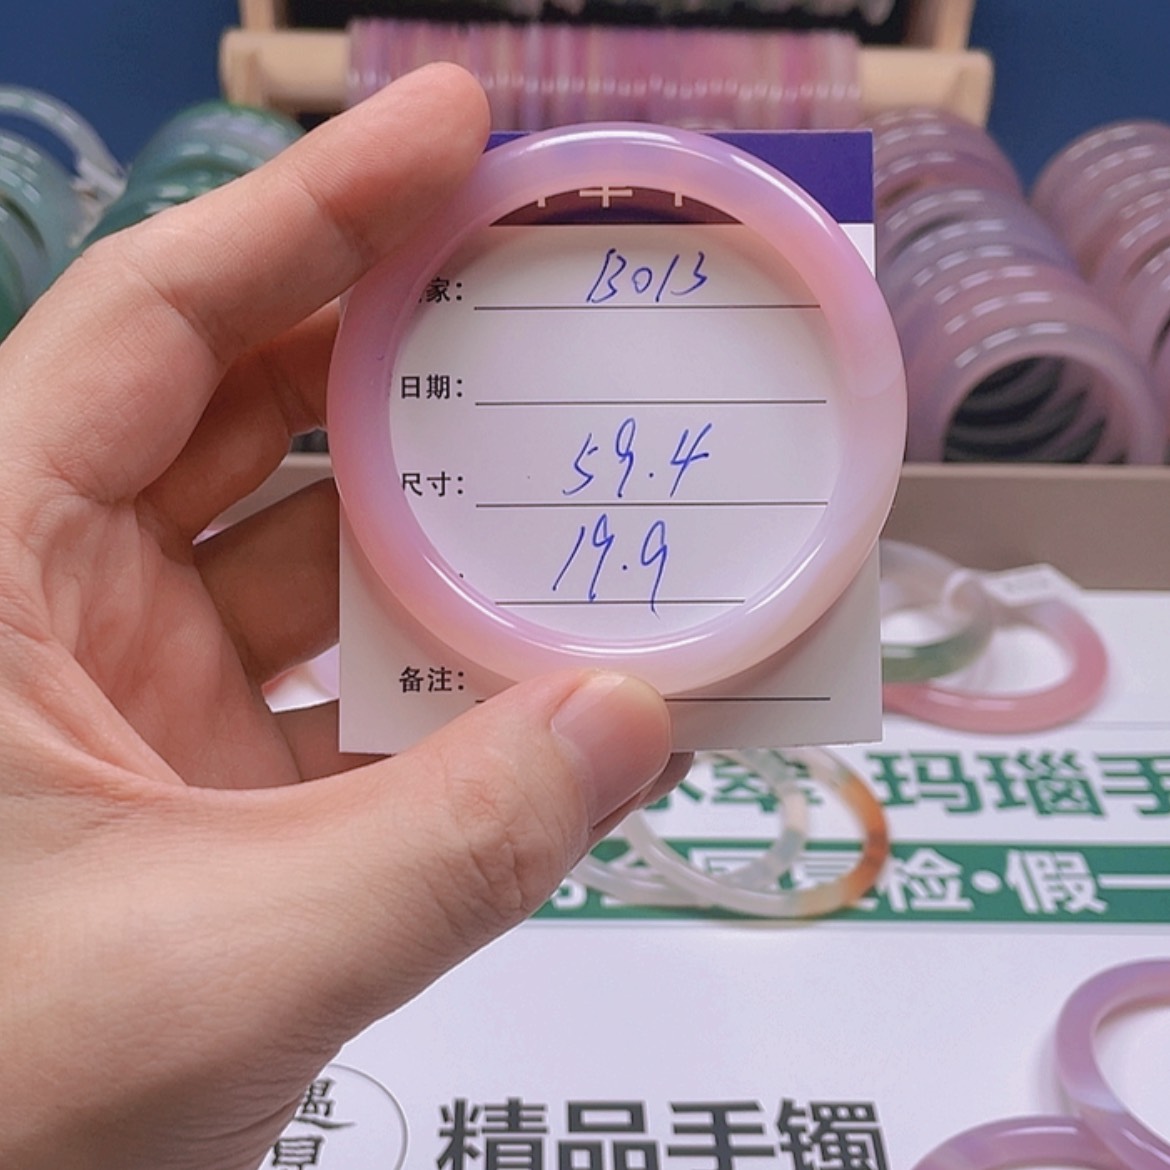 家： B013
日期：
尺寸： 59.4
19.9
备注：
翠 玛瑙手
检·假一
精品手镯